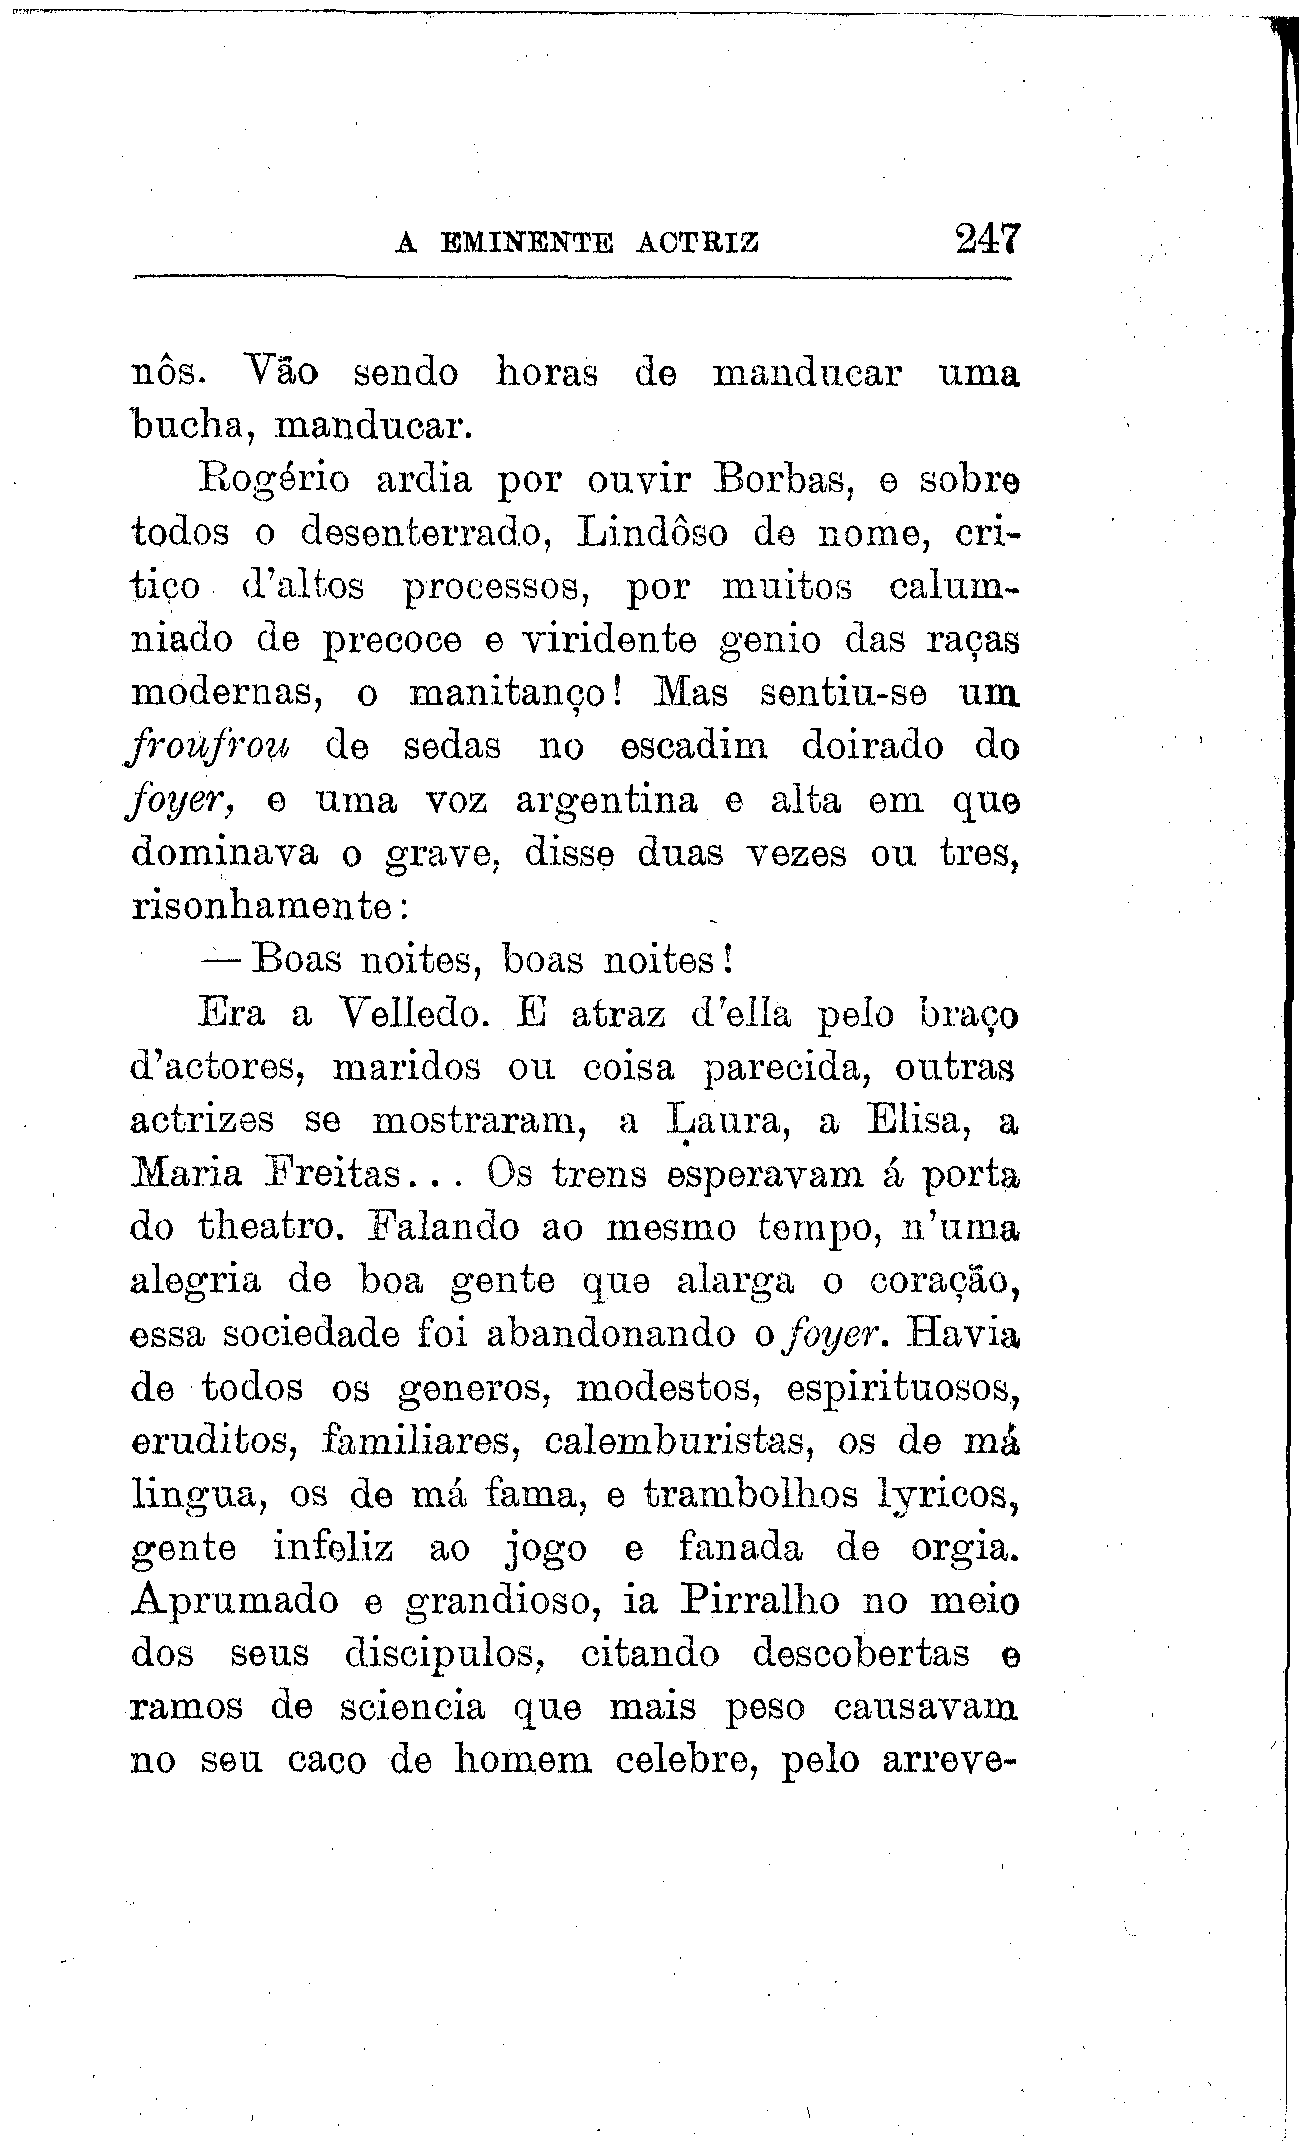 A EMINENTE ACTRIZ 247
nôs. Vão sendo horas de manducar uma
bucha, manducar.
Rogério ardia por ouvir Borbas, e sobre
todos o desenterrado, Lindôso de nome, cri-
tico d'altos processos, por muitos calum-
niado de precoce e viridente genio das raças
modernas, o manitanço! Mas sentiu-se um
froufrou de sedas no escadim doirado do
foyer, e uma voz argentina e alta em que
dominava o grave, disse duas vezes ou tres,
risonhamente:
— Boas noites, boas noites!
Era a Velledo. E atraz d'ella pelo braço
d'actores, maridos ou coisa parecida, outras
actrizes se mostraram, a Laura, a Elisa, a
Maria Freitas... Os trens esperavam á porta
do theatro. Falando ao mesmo tempo, n'uma
alegria de boa gente que alarga o coração,
essa sociedade foi abandonando o foyer. Havia
de todos os generos, modestos, espirituosos,
eruditos, familiares, calemburistas, os de má
lingua, os de má fama, e trambolhos lyricos,
gente infeliz ao jogo e fanada de orgia.
Aprumado e grandioso, ia Pirralho no meio
dos seus discipulos, citando descobertas e
ramos de sciencia que mais peso causavam
no seu caco de homem celebre, pelo arreve-